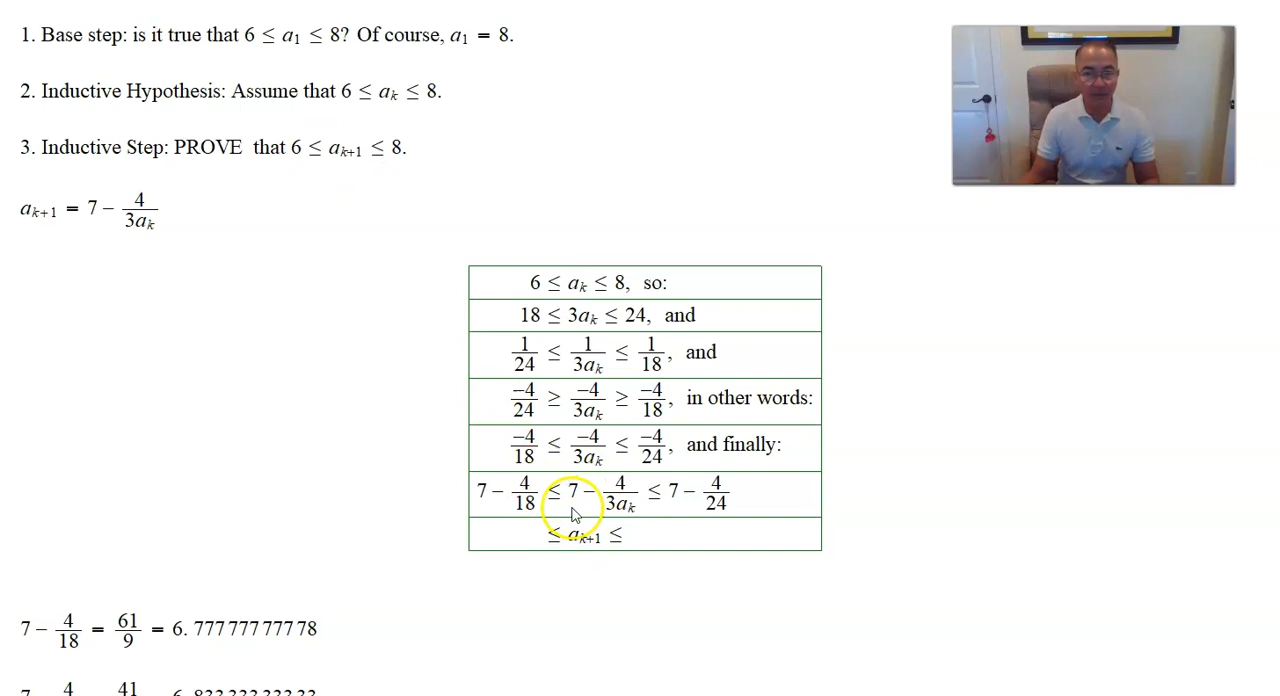 1. Base step: is it true that 6 ≤ a₁ ≤ 8? Of course, a₁ = 8.
2. Inductive Hypothesis: Assume that 6 ≤ aₖ ≤ 8.
3. Inductive Step: PROVE that 6 ≤ aₖ₊₁ ≤ 8.
aₖ₊₁ = 7 − 4/(3aₖ)
6 ≤ aₖ ≤ 8, so:
18 ≤ 3aₖ ≤ 24, and
1/24 ≤ 1/(3aₖ) ≤ 1/18, and
−4/24 ≥ −4/(3aₖ) ≥ −4/18, in other words:
−4/18 ≤ −4/(3aₖ) ≤ −4/24, and finally:
7 − 4/18 ≤ 7 − 4/(3aₖ) ≤ 7 − 4/24
≤ aₖ₊₁ ≤
7 − 4/18 = 61/9 = 6.77777777778
4 41